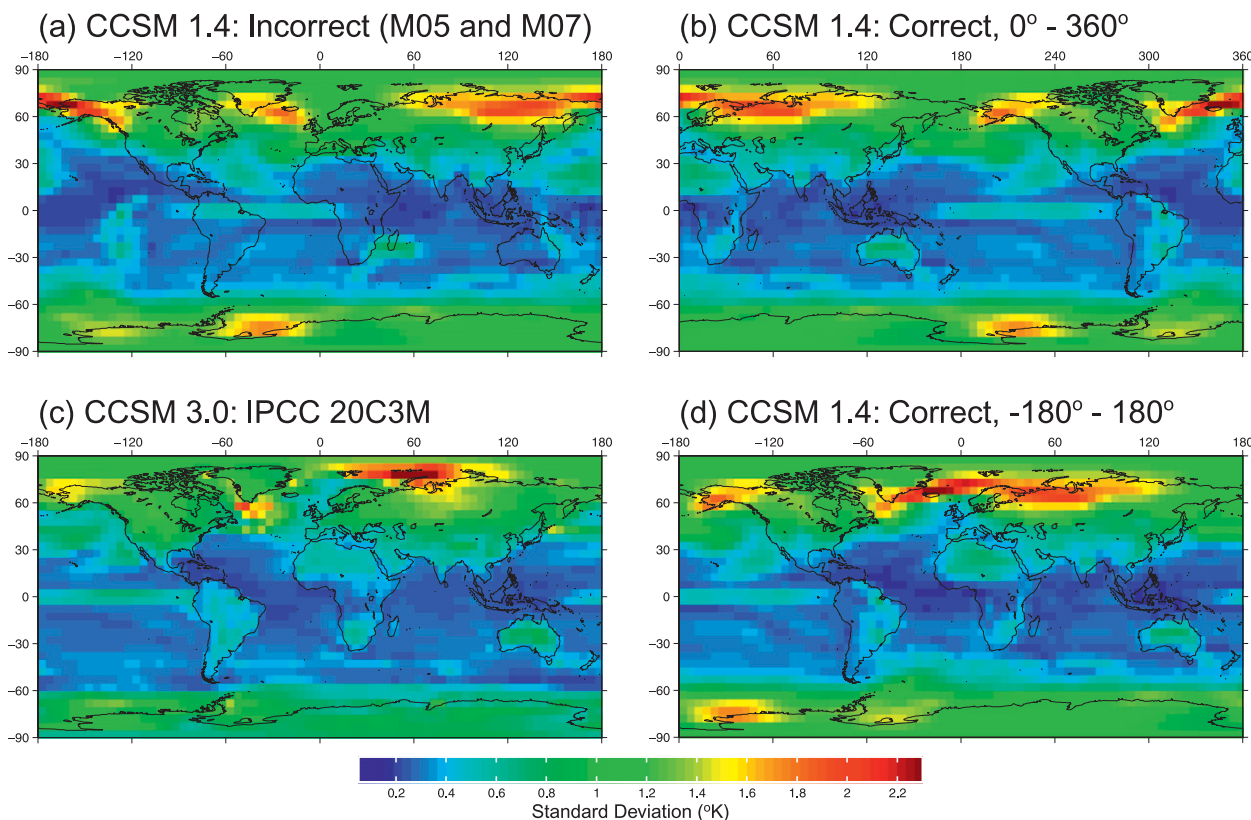 (a) CCSM 1.4: Incorrect (M05 and M07)
−180 −120 −60 0 60 120 180
90
60
30
0
−30
−60
−90
(b) CCSM 1.4: Correct, 0º - 360º
0 60 120 180 240 300 360
90
60
30
0
−30
−60
−90
(c) CCSM 3.0: IPCC 20C3M
−180 −120 −60 0 60 120 180
90
60
30
0
−30
−60
−90
(d) CCSM 1.4: Correct, -180º - 180º
−180 −120 −60 0 60 120 180
90
60
30
0
−30
−60
−90
0.2 0.4 0.6 0.8 1 1.2 1.4 1.6 1.8 2 2.2
Standard Deviation (ºK)